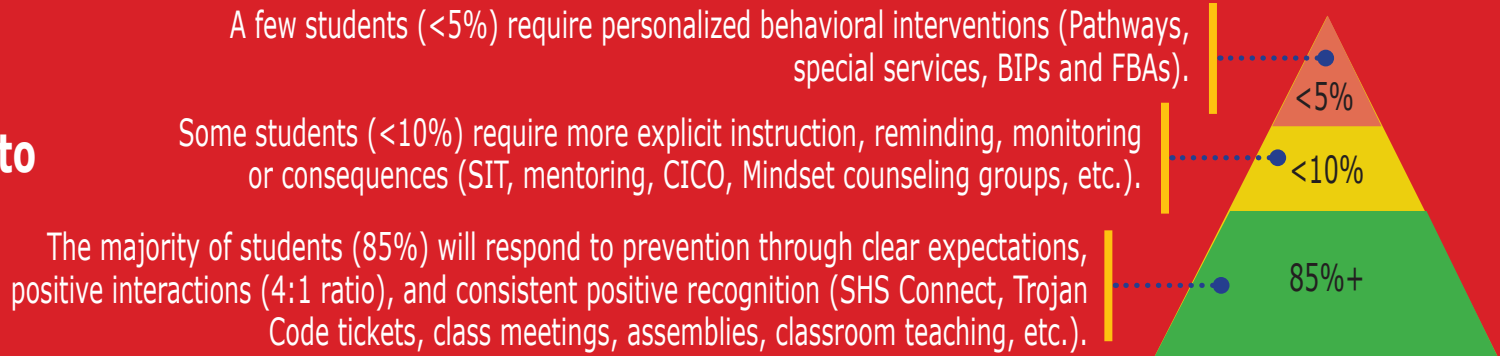 A few students (<5%) require personalized behavioral interventions (Pathways,
special services, BIPs and FBAs).
<5%
to
Some students (<10%) require more explicit instruction, reminding, monitoring
or consequences (SIT, mentoring, CICO, Mindset counseling groups, etc.).
<10%
The majority of students (85%) will respond to prevention through clear expectations,
positive interactions (4:1 ratio), and consistent positive recognition (SHS Connect, Trojan
Code tickets, class meetings, assemblies, classroom teaching, etc.).
85%+